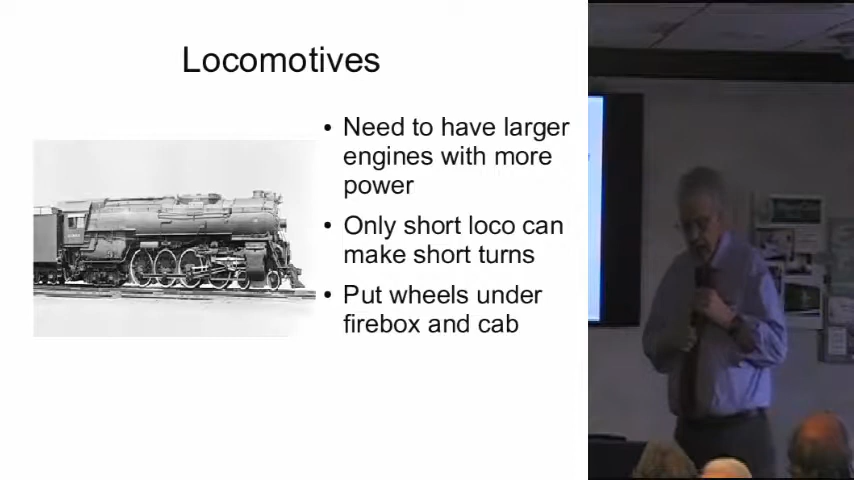 Locomotives
• Need to have larger
engines with more
power
• Only short loco can
make short turns
• Put wheels under
firebox and cab